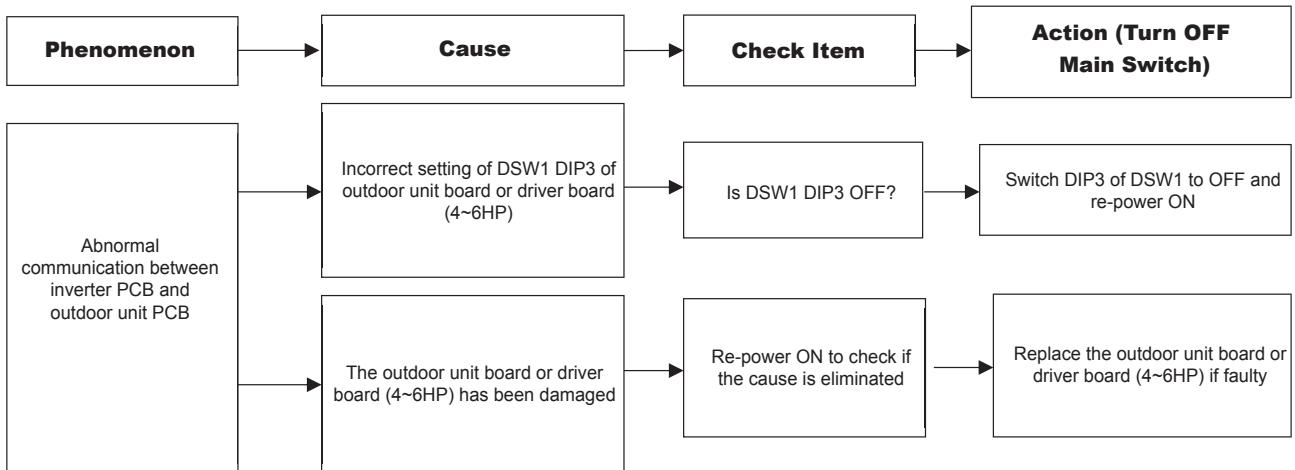 Phenomenon
Cause
Check Item
Action (Turn OFF
Main Switch)
Abnormal
communication between
inverter PCB and
outdoor unit PCB
Incorrect setting of DSW1 DIP3 of
outdoor unit board or driver board
(4~6HP)
Is DSW1 DIP3 OFF?
Switch DIP3 of DSW1 to OFF and
re-power ON
The outdoor unit board or driver
board (4~6HP) has been damaged
Re-power ON to check if
the cause is eliminated
Replace the outdoor unit board or
driver board (4~6HP) if faulty